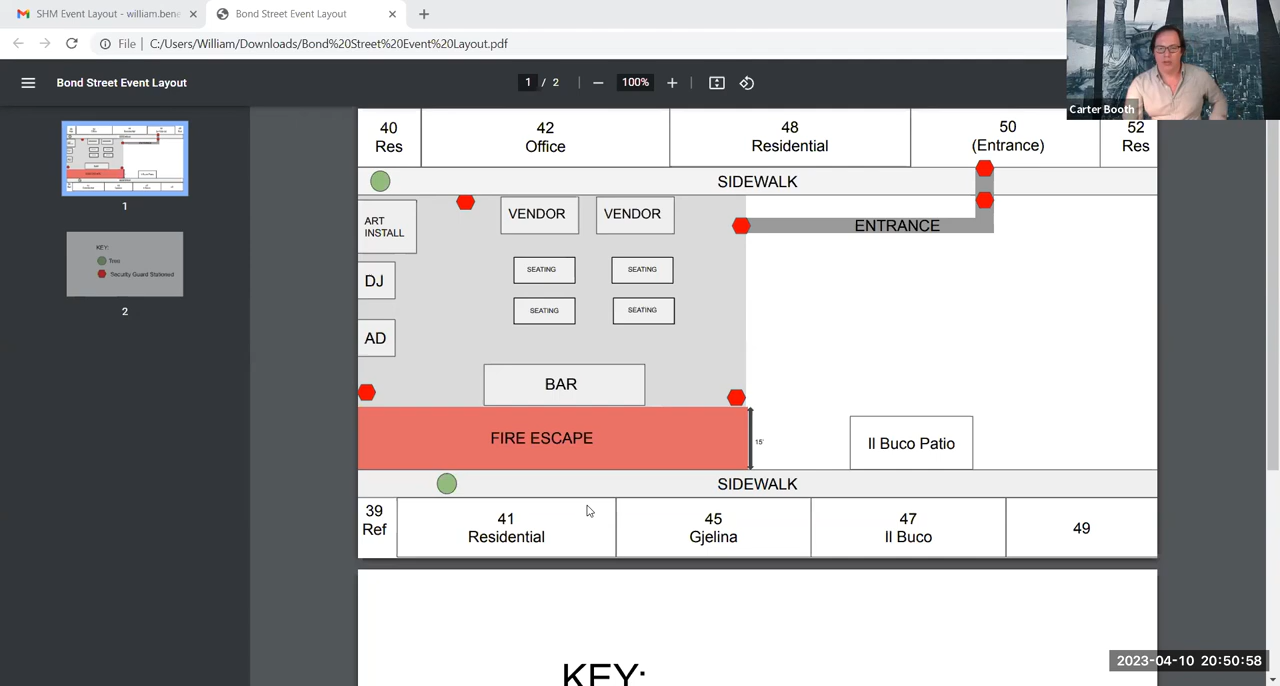 SHM Event Layout - william.bene
Bond Street Event Layout
File
C:/Users/William/Downloads/Bond%20Street%20Event%20Layout.pdf
Bond Street Event Layout
1 / 2
100%
Carter Booth
1
KEY:
Tree
Security Guard Stationed
2
40
Res
42
Office
48
Residential
50
(Entrance)
52
Res
SIDEWALK
ART
INSTALL
VENDOR
VENDOR
ENTRANCE
DJ
SEATING
SEATING
SEATING
SEATING
AD
BAR
FIRE ESCAPE
15'
Il Buco Patio
SIDEWALK
39
Ref
41
Residential
45
Gjelina
47
Il Buco
49
KEY:
2023-04-10 20:50:58